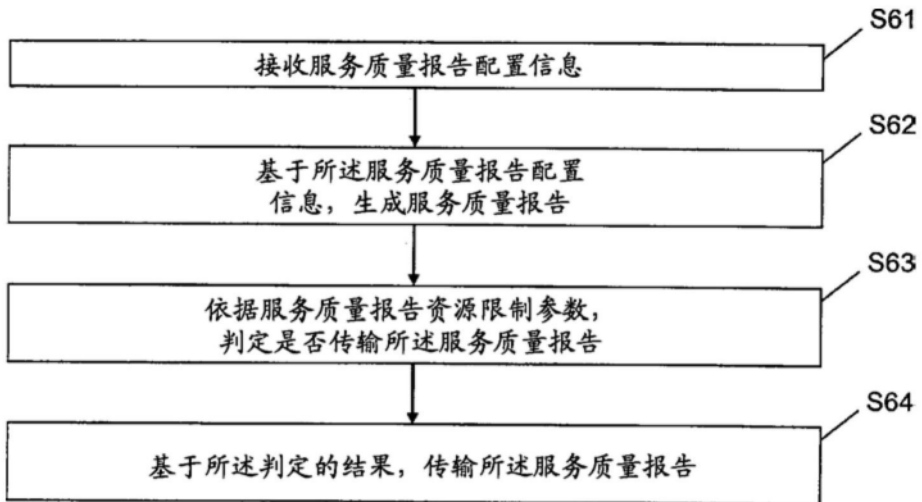 S61
接收服务质量报告配置信息
S62
基于所述服务质量报告配置
信息，生成服务质量报告
S63
依据服务质量报告资源限制参数，
判定是否传输所述服务质量报告
S64
基于所述判定的结果，传输所述服务质量报告